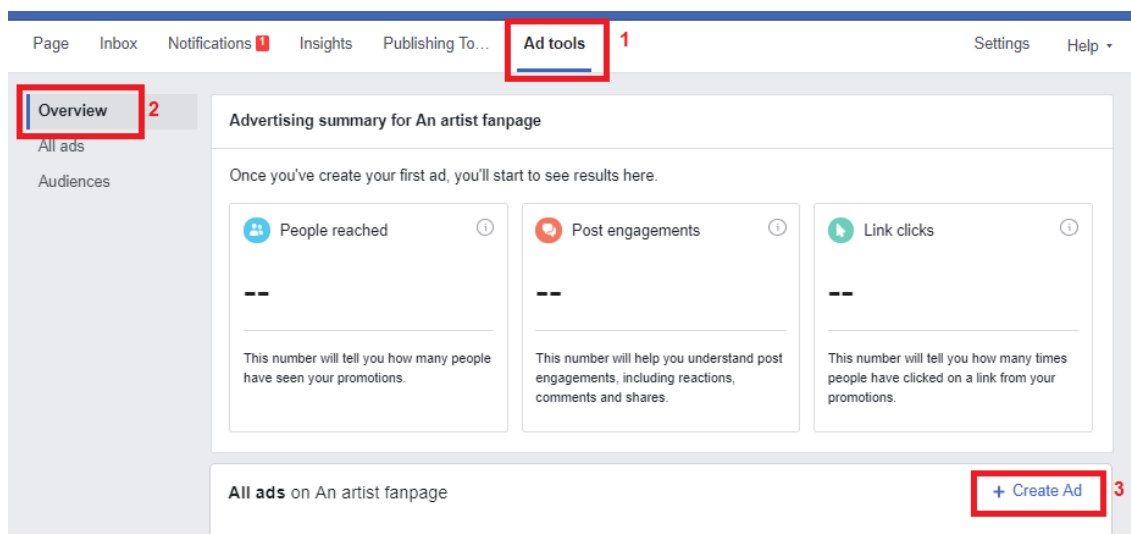 Page Inbox Notifications 1 Insights Publishing To... Ad tools 1 Settings Help
Overview 2
All ads
Audiences
Advertising summary for An artist fanpage
Once you've create your first ad, you'll start to see results here.
People reached
--
This number will tell you how many people
have seen your promotions.
Post engagements
--
This number will help you understand post
engagements, including reactions,
comments and shares.
Link clicks
--
This number will tell you how many times
people have clicked on a link from your
promotions.
All ads on An artist fanpage
+ Create Ad 3